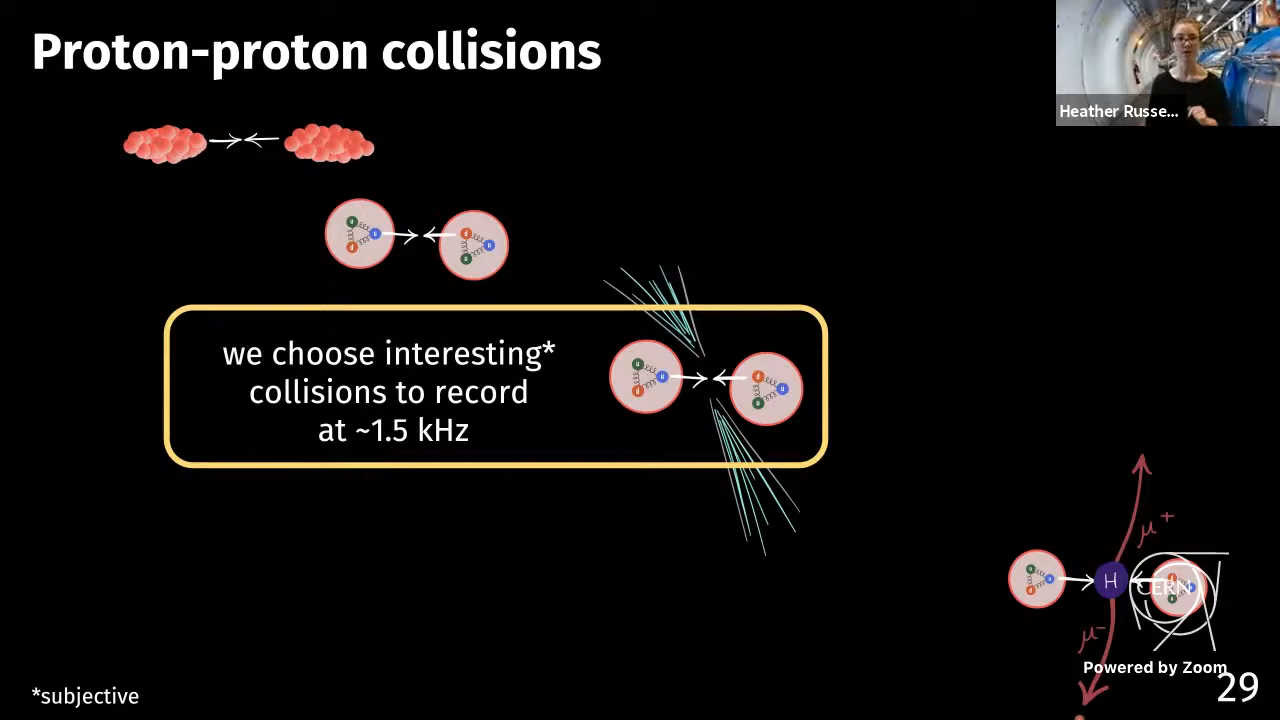 Proton-proton collisions
Heather Russe...
u
u
d
d
u
u
we choose interesting*
collisions to record
at ~1.5 kHz
u
u
d
d
u
u
μ+
H
CERN
μ-
Powered by Zoom
*subjective
29